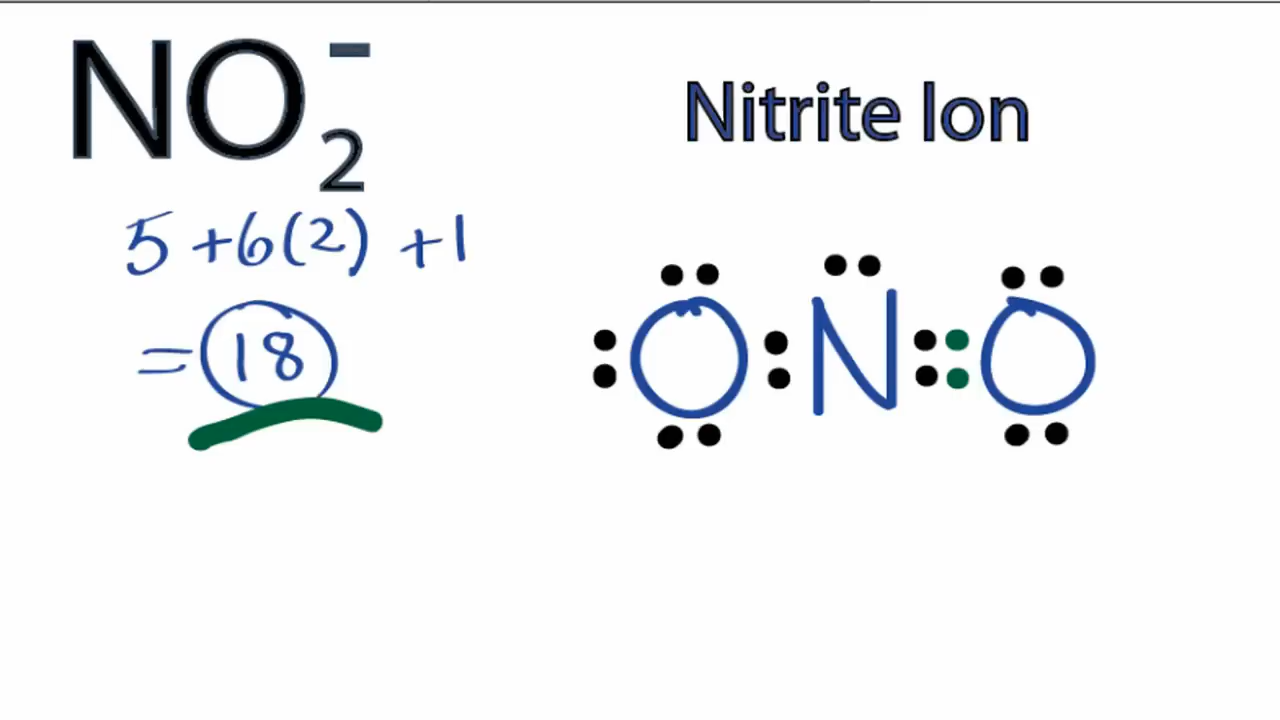 NO₂⁻
Nitrite Ion
5 +6(2) +1
= 18
O N O